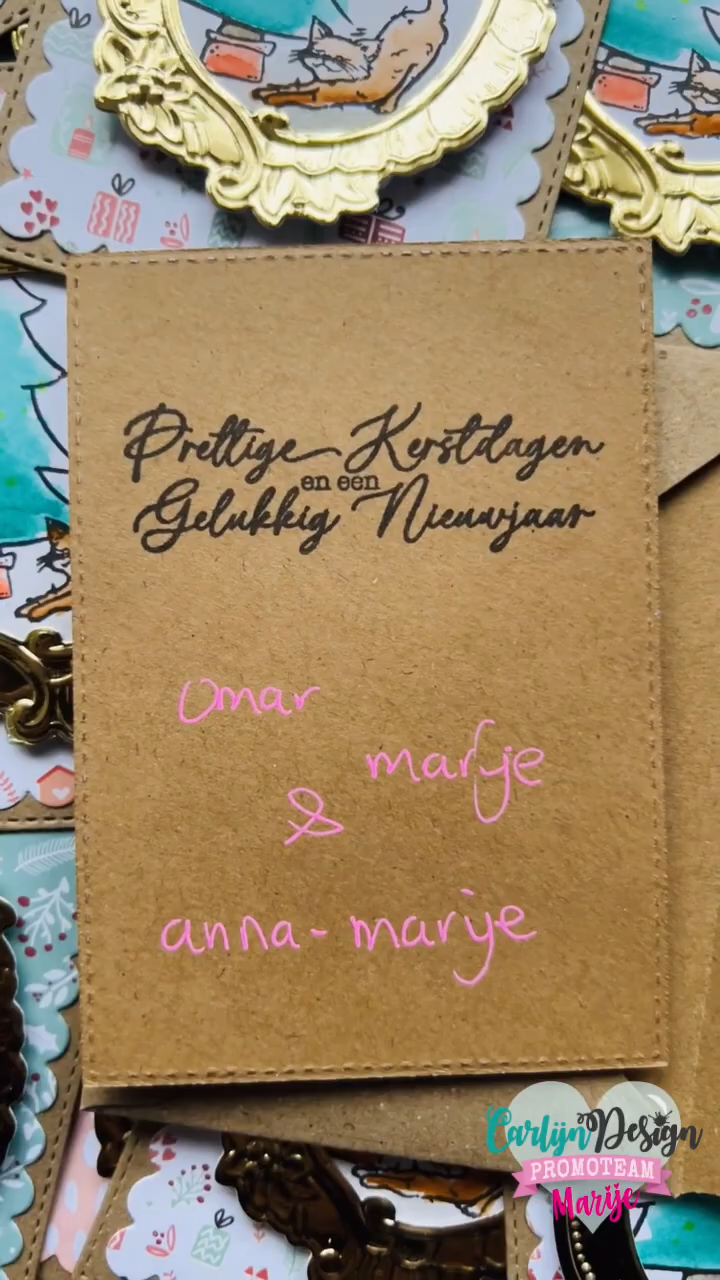 Prettige Kerstdagen
en een
Gelukkig Nieuwjaar
omar
marije
&
anna-marije
CarlijnDesign
PROMOTEAM
Marije